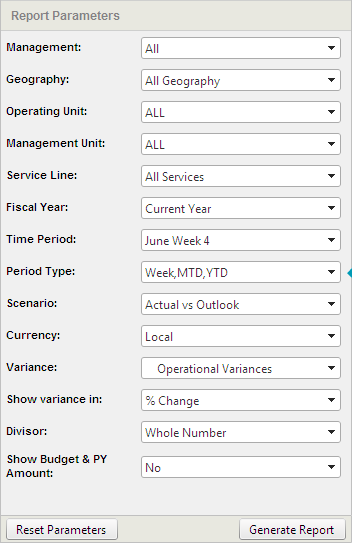 Report Parameters
Management: All
Geography: All Geography
Operating Unit: ALL
Management Unit: ALL
Service Line: All Services
Fiscal Year: Current Year
Time Period: June Week 4
Period Type: Week,MTD,YTD
Scenario: Actual vs Outlook
Currency: Local
Variance: Operational Variances
Show variance in: % Change
Divisor: Whole Number
Show Budget & PY
Amount: No
Reset Parameters Generate Report